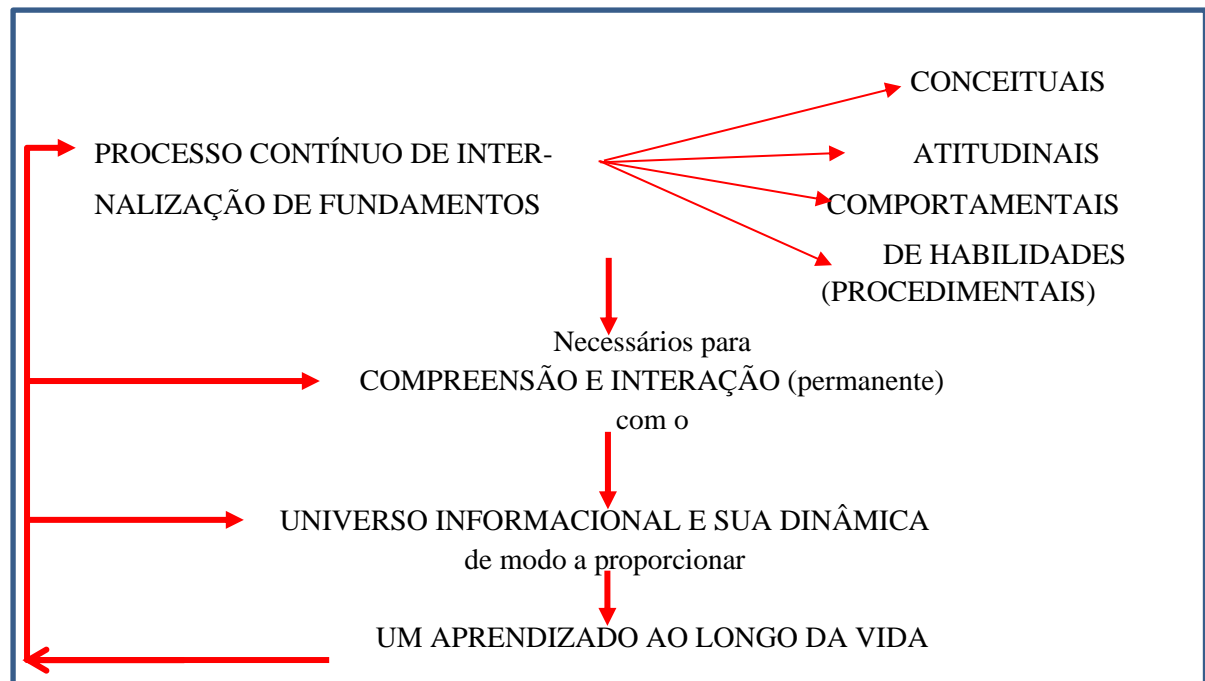 CONCEITUAIS
PROCESSO CONTÍNUO DE INTER-
ATITUDINAIS
NALIZAÇÃO DE FUNDAMENTOS
COMPORTAMENTAIS
DE HABILIDADES
(PROCEDIMENTAIS)
Necessários para
COMPREENSÃO E INTERAÇÃO (permanente)
com o
UNIVERSO INFORMACIONAL E SUA DINÂMICA
de modo a proporcionar
UM APRENDIZADO AO LONGO DA VIDA